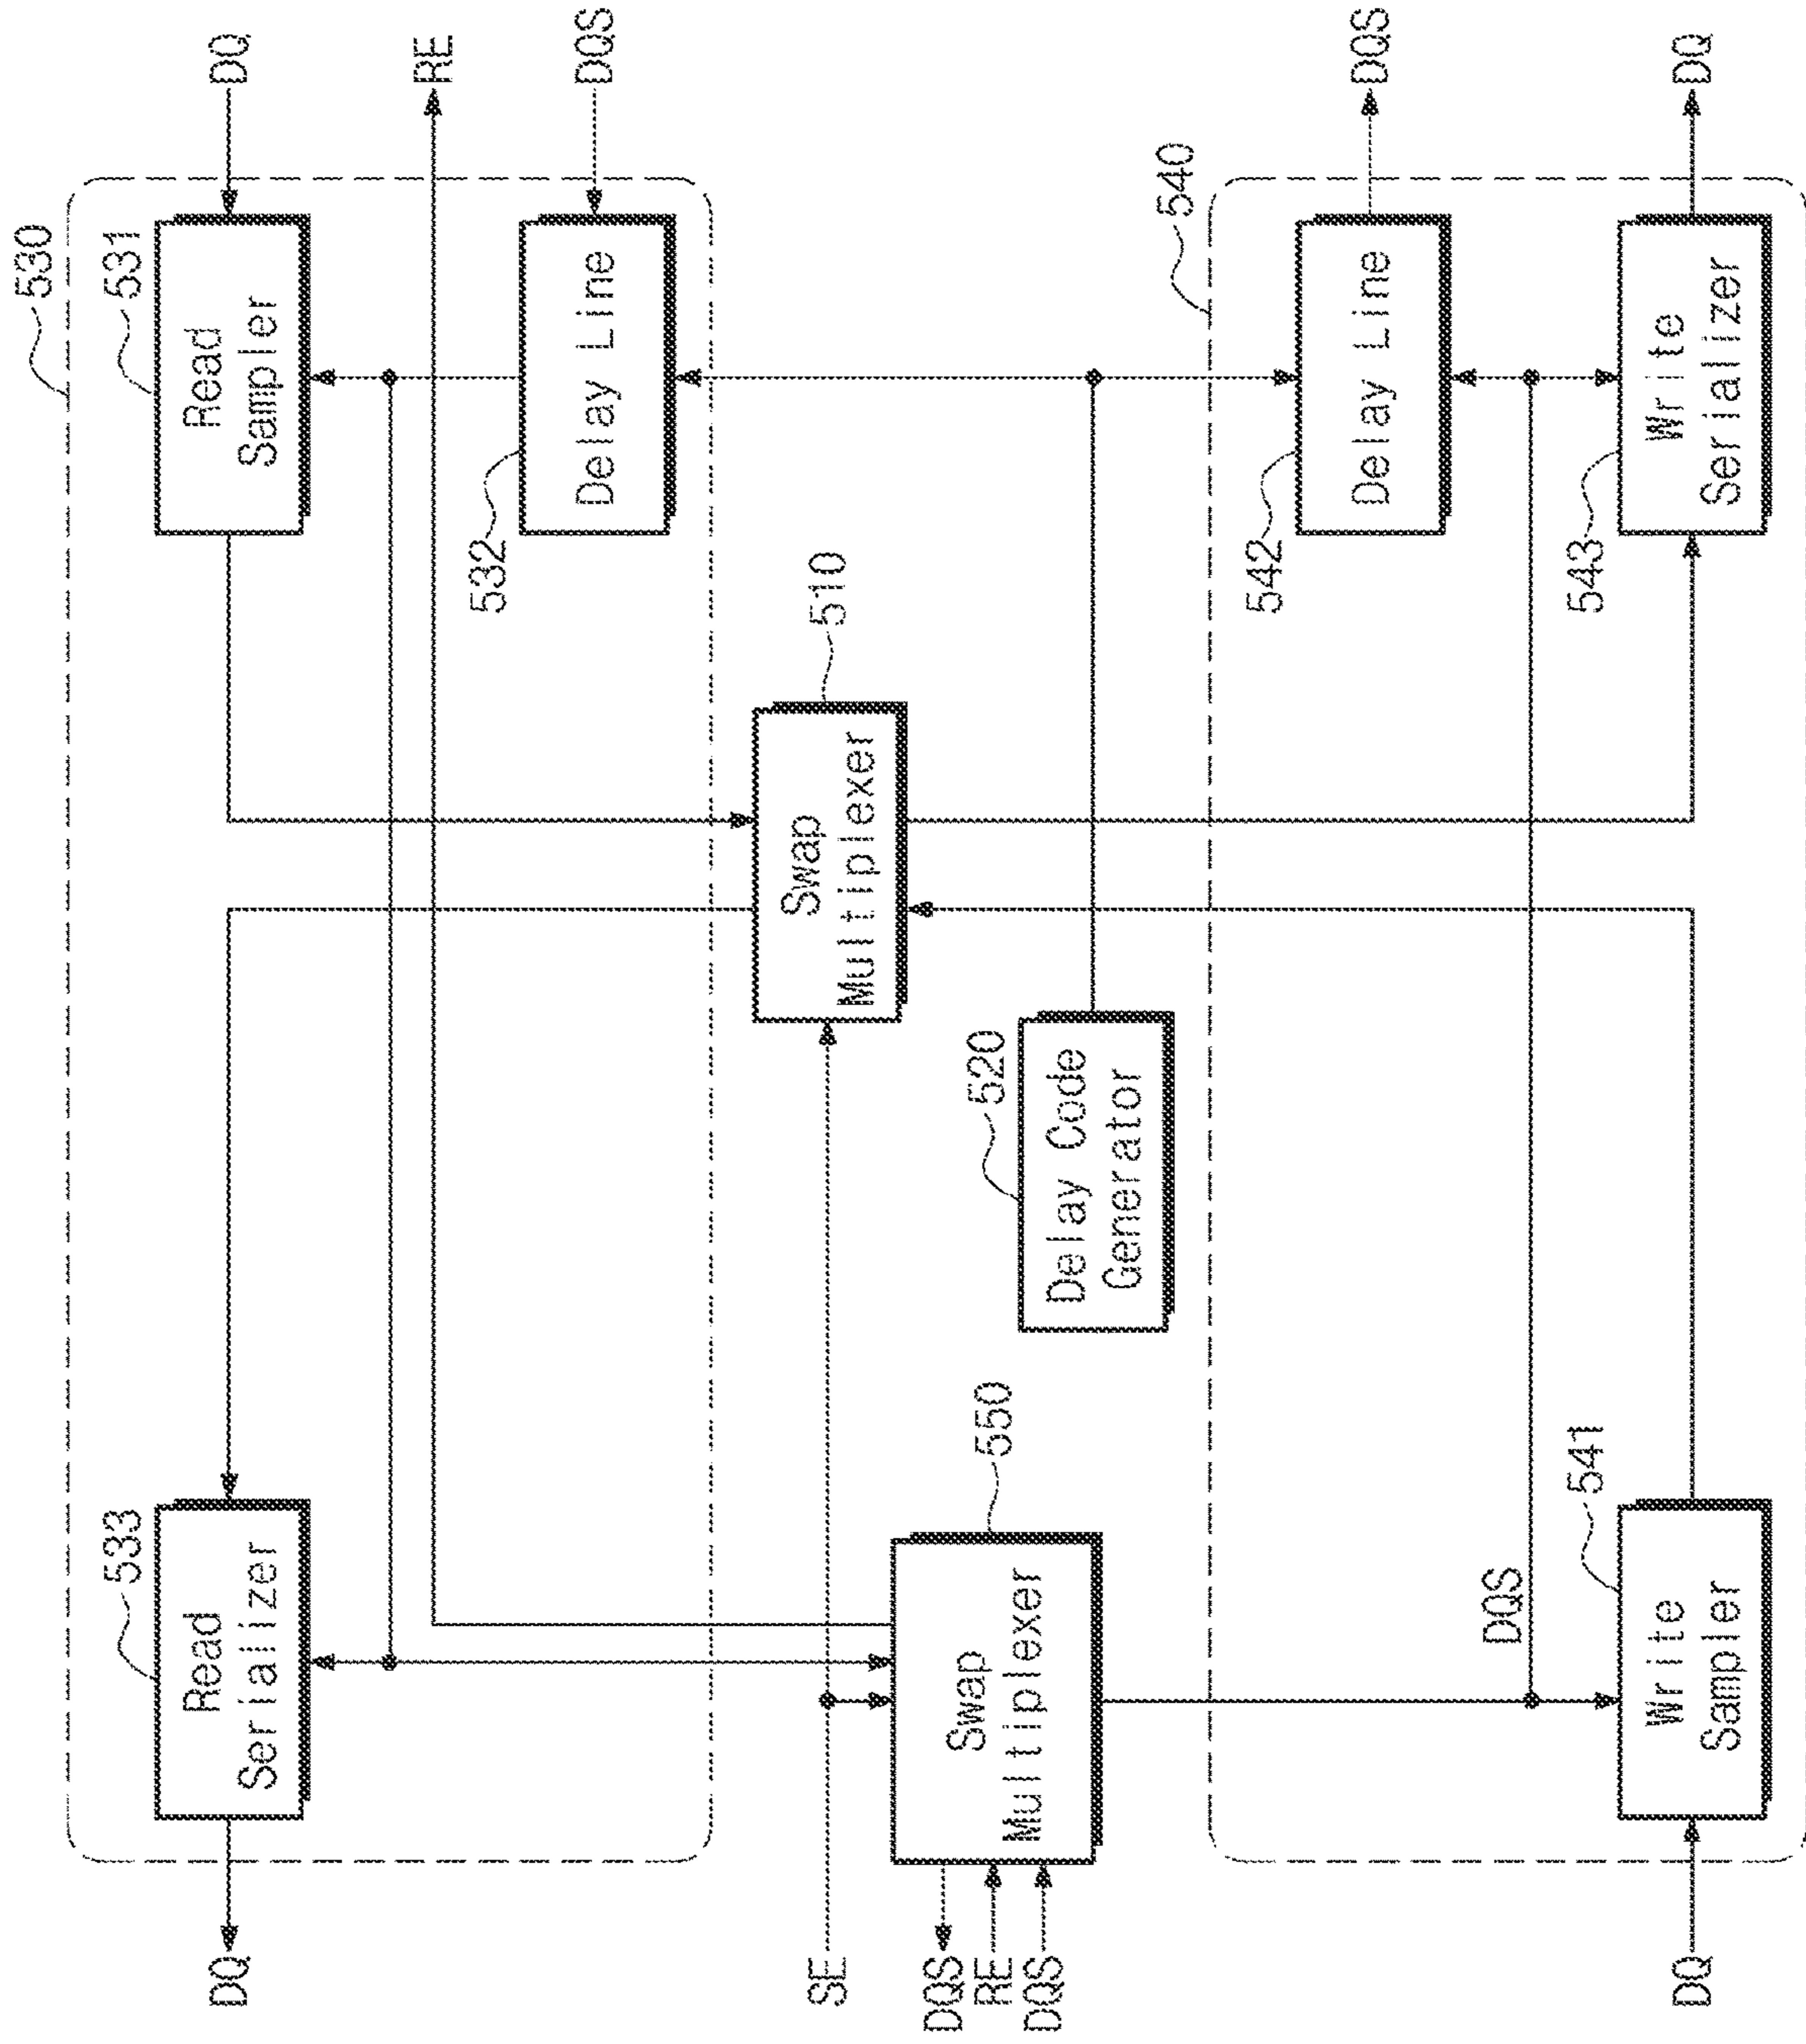 DQ
RE
DQS
DQS
DQ
530
531
Read
Sampler
532
Delay Line
540
542
Delay Line
543
Write
Serializer
510
Swap
Multiplexer
520
Delay Code
Generator
533
Read
Serializer
550
Swap
Multiplexer
DQS
541
Write
Sampler
DQ
SE
DQS
RE
DQS
DQ